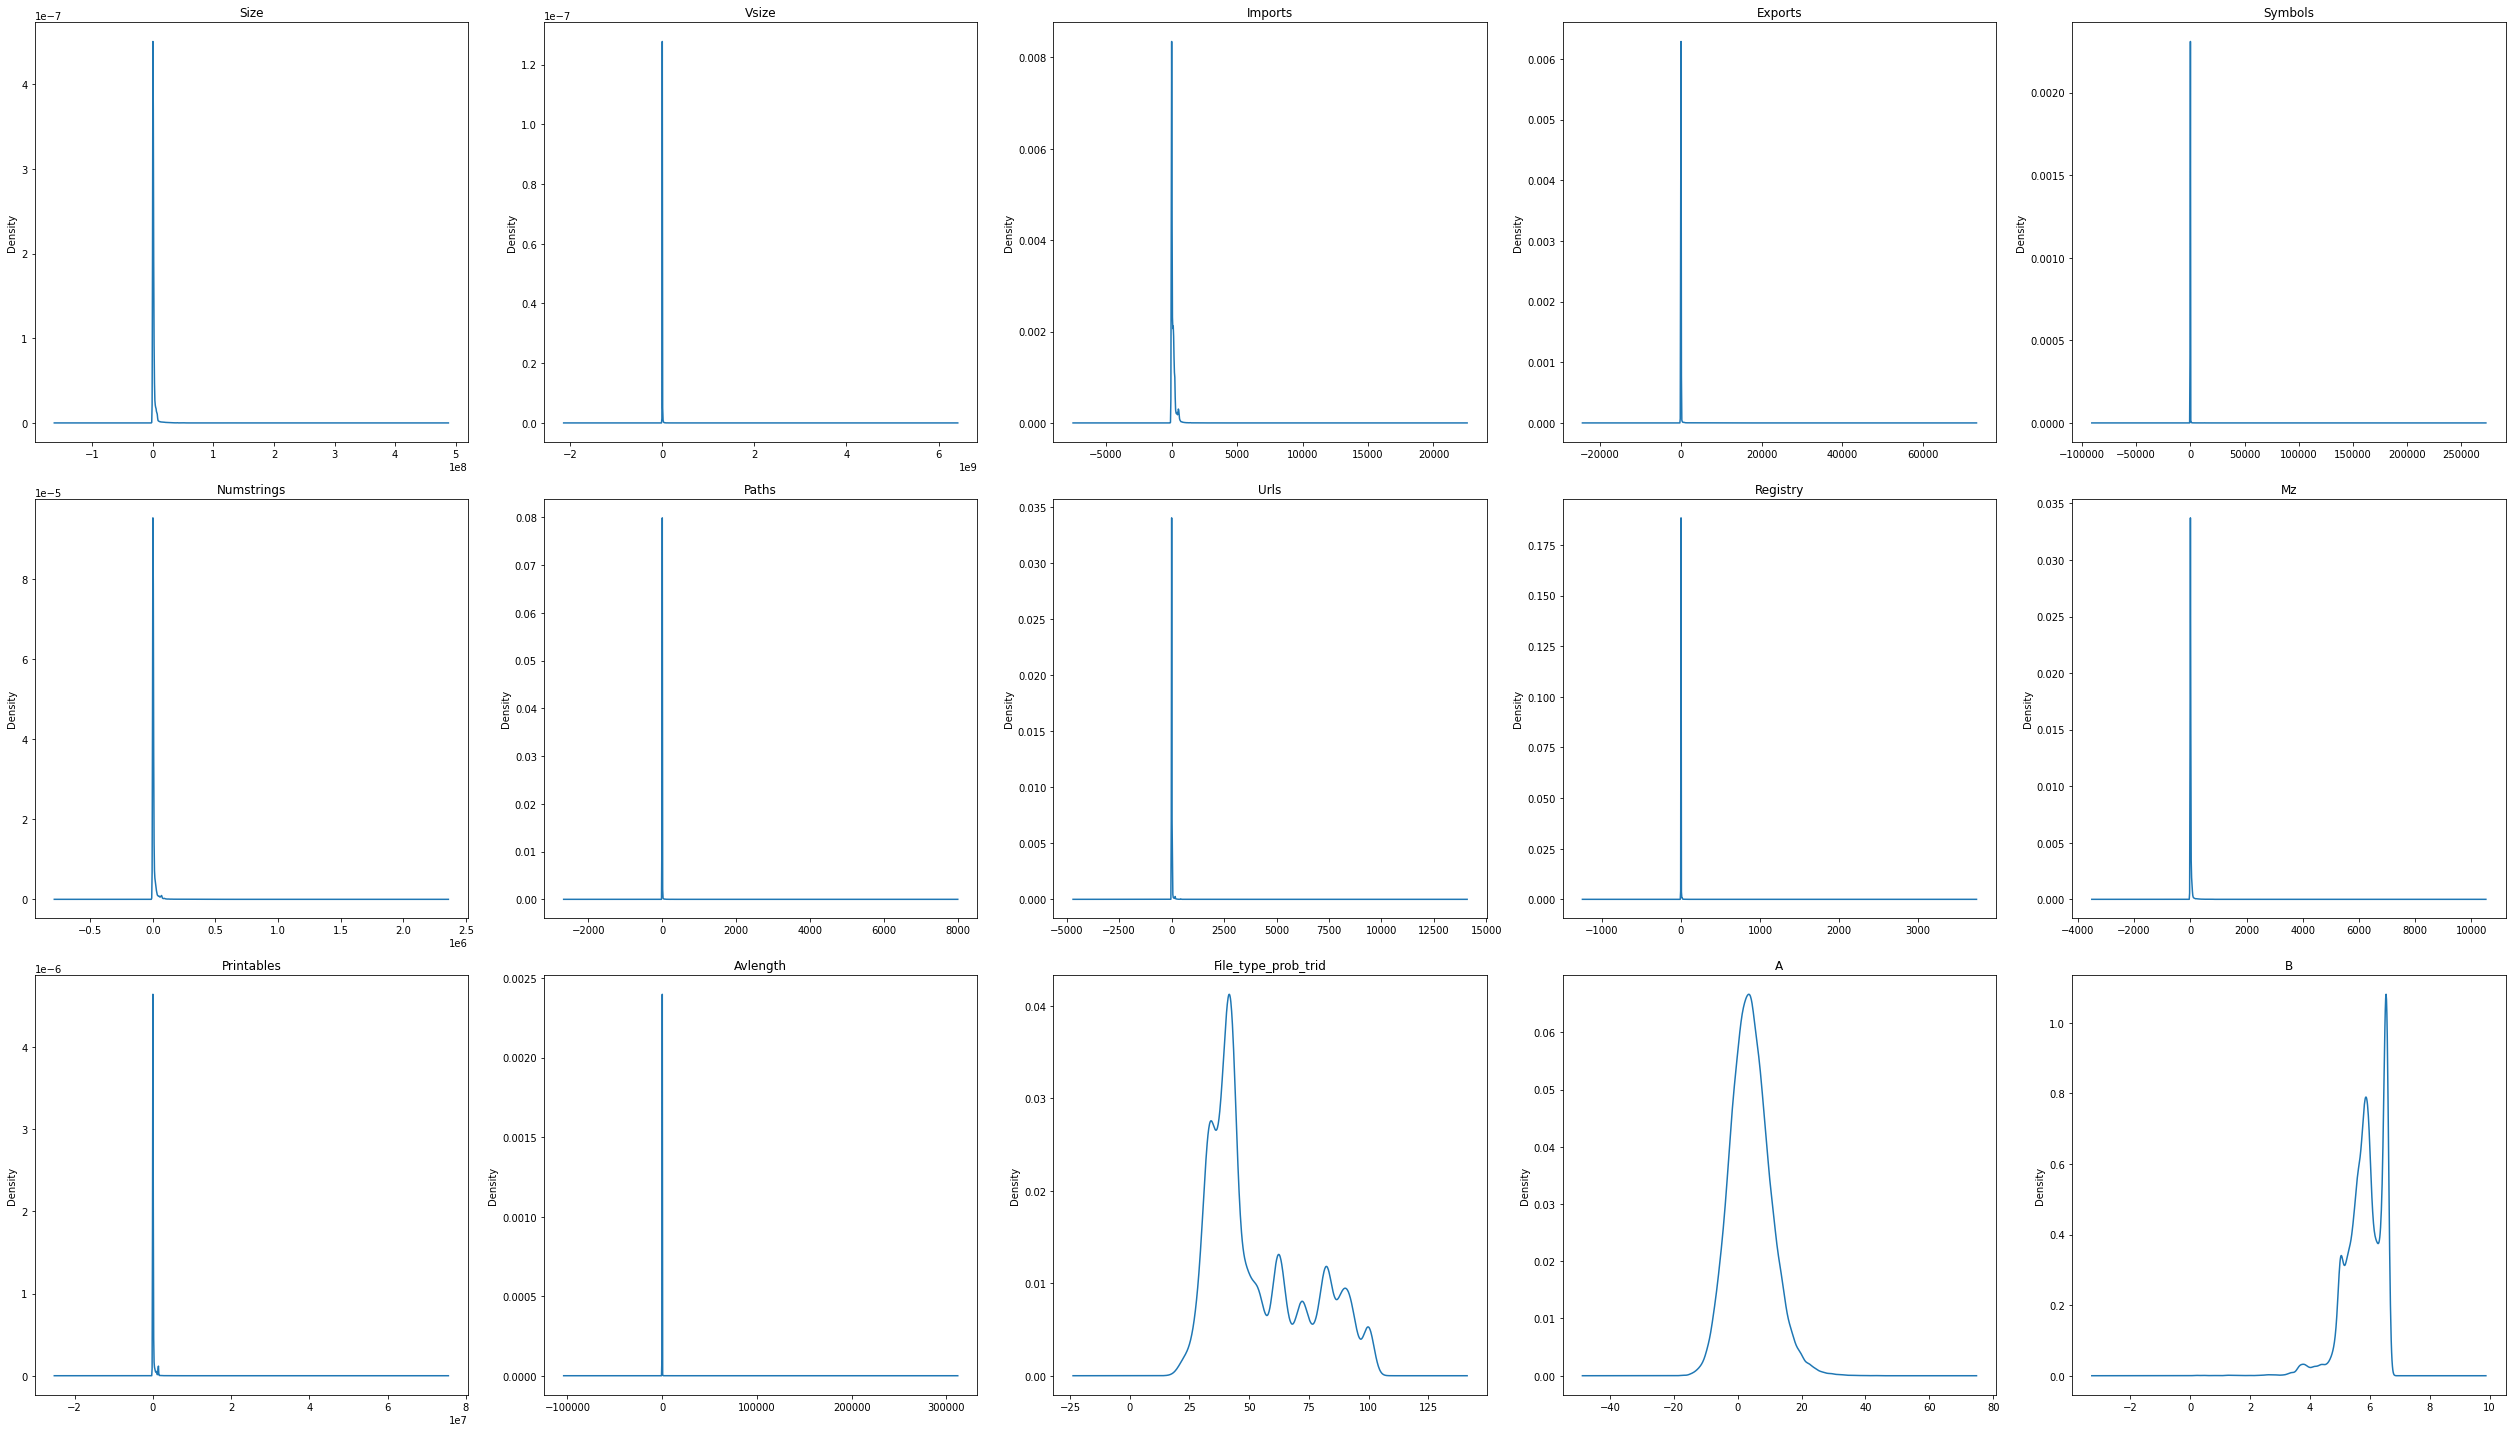 Size
1e−7
Density
4
3
2
1
0
−1 0 1 2 3 4 5
1e8
Vsize
1e−7
Density
1.2
1.0
0.8
0.6
0.4
0.2
0.0
−2 0 2 4 6
1e9
Imports
Density
0.008
0.006
0.004
0.002
0.000
−5000 0 5000 10000 15000 20000
Exports
Density
0.006
0.005
0.004
0.003
0.002
0.001
0.000
−20000 0 20000 40000 60000
Symbols
Density
0.0020
0.0015
0.0010
0.0005
0.0000
−100000 −50000 0 50000 100000 150000 200000 250000
Numstrings
1e−5
Density
8
6
4
2
0
−0.5 0.0 0.5 1.0 1.5 2.0 2.5
1e6
Paths
Density
0.08
0.07
0.06
0.05
0.04
0.03
0.02
0.01
0.00
−2000 0 2000 4000 6000 8000
Urls
Density
0.035
0.030
0.025
0.020
0.015
0.010
0.005
0.000
−5000 −2500 0 2500 5000 7500 10000 12500 15000
Registry
Density
0.175
0.150
0.125
0.100
0.075
0.050
0.025
0.000
−1000 0 1000 2000 3000
Mz
Density
0.035
0.030
0.025
0.020
0.015
0.010
0.005
0.000
−4000 −2000 0 2000 4000 6000 8000 10000
Printables
1e−6
Density
4
3
2
1
0
−2 0 2 4 6 8
1e7
Avlength
Density
0.0025
0.0020
0.0015
0.0010
0.0005
0.0000
−100000 0 100000 200000 300000
File_type_prob_trid
Density
0.04
0.03
0.02
0.01
0.00
−25 0 25 50 75 100 125
A
Density
0.06
0.05
0.04
0.03
0.02
0.01
0.00
−40 −20 0 20 40 60 80
B
Density
1.0
0.8
0.6
0.4
0.2
0.0
−2 0 2 4 6 8 10